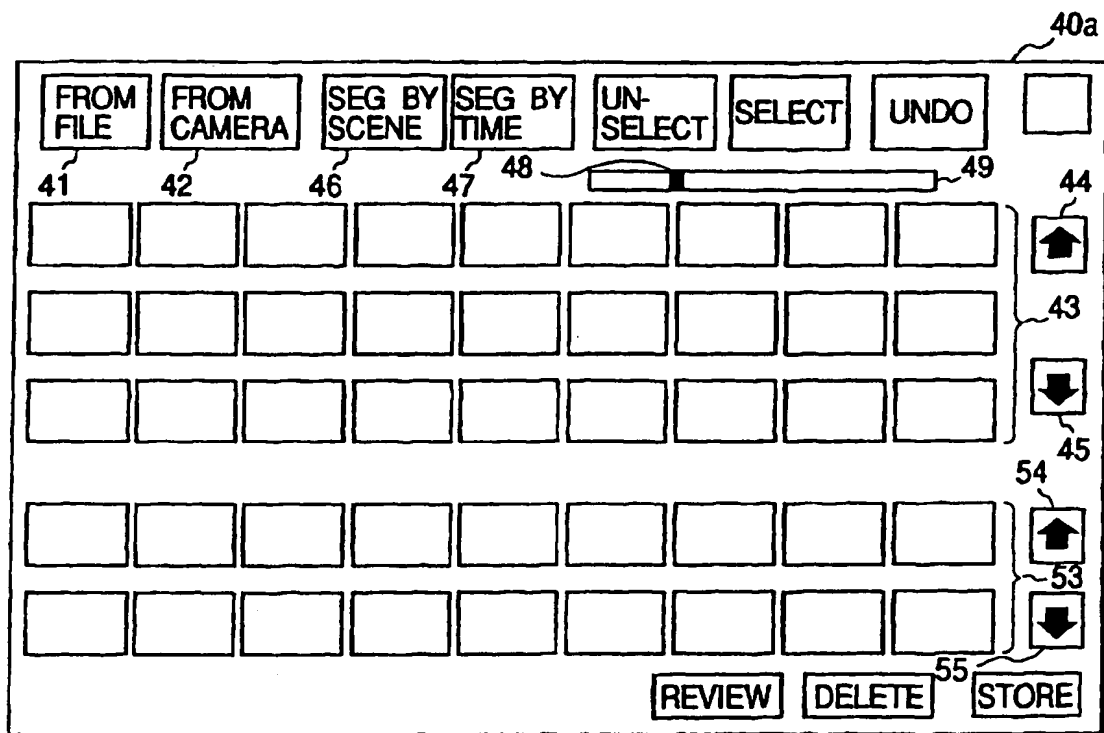 40a
FROM FILE
FROM CAMERA
SEG BY SCENE
SEG BY TIME
UN-SELECT
SELECT
UNDO
41
42
46
47
48
49
44
43
45
54
53
55
REVIEW
DELETE
STORE